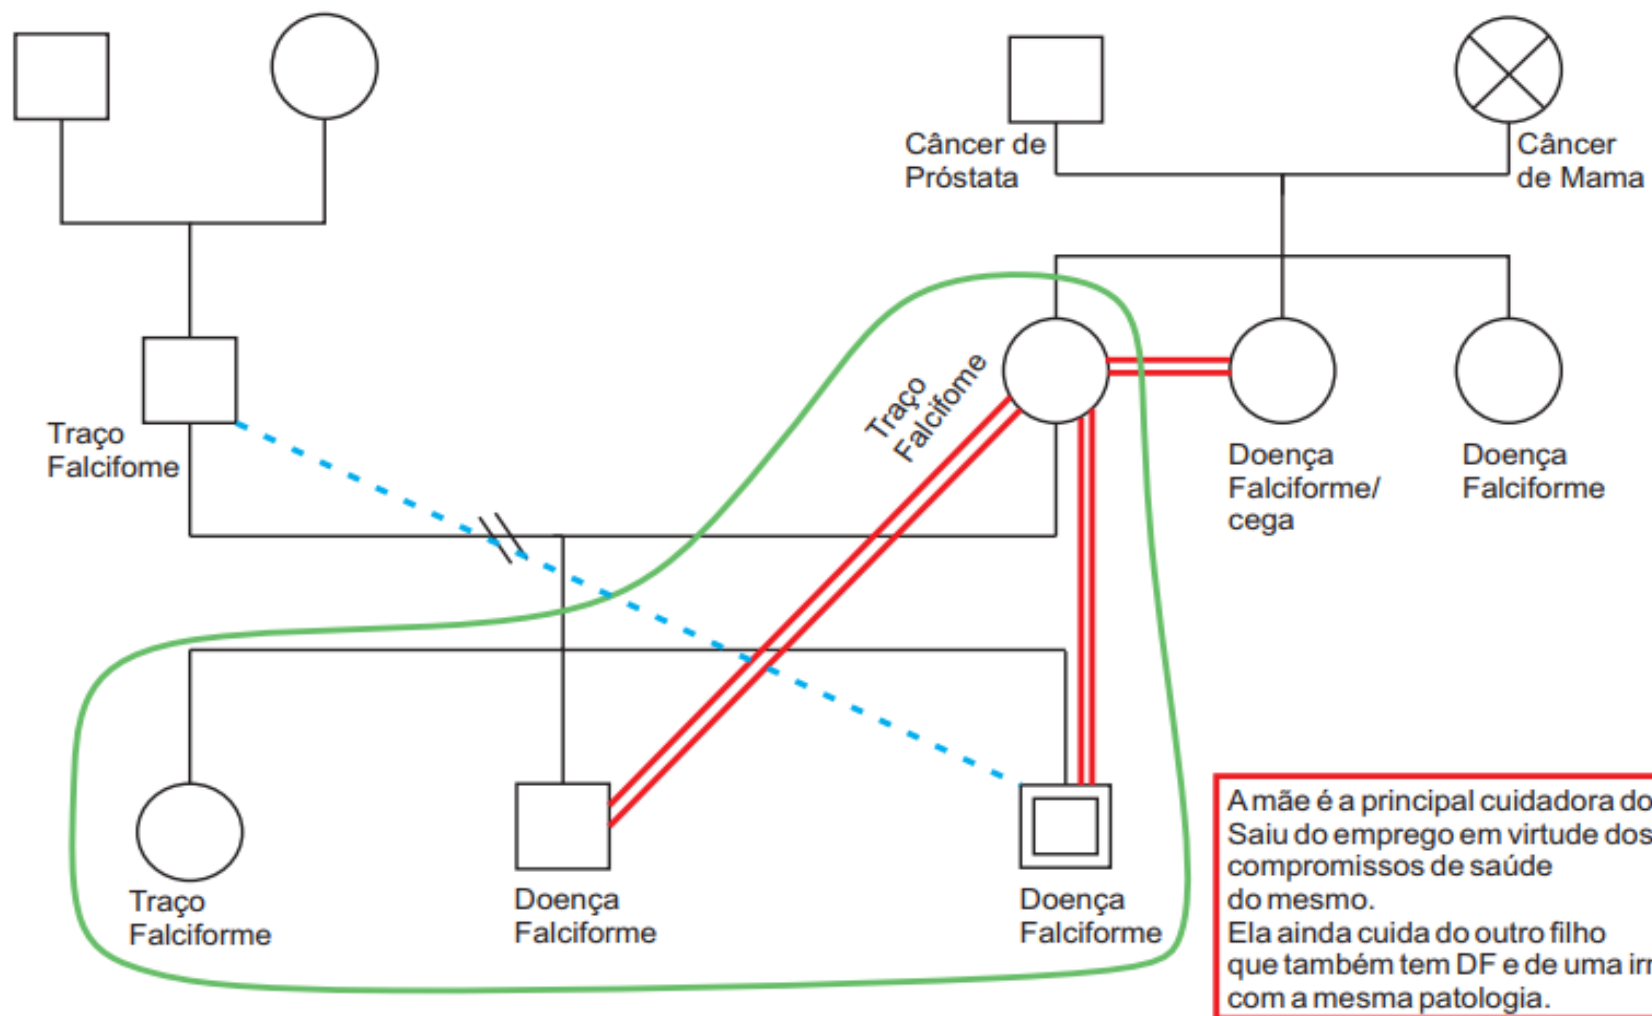 Câncer de
Próstata
Câncer
de Mama
Traço
Falcifome
Traço
Falcifome
Doença
Falciforme/
cega
Doença
Falciforme
Traço
Falciforme
Doença
Falciforme
Doença
Falciforme
A mãe é a principal cuidadora do
Saiu do emprego em virtude dos
compromissos de saúde
do mesmo.
Ela ainda cuida do outro filho
que também tem DF e de uma
com a mesma patologia.